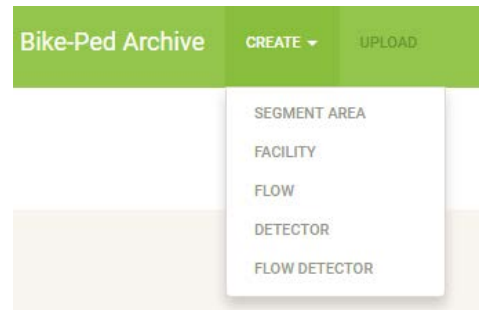 Bike-Ped Archive CREATE UPLOAD
SEGMENT AREA
FACILITY
FLOW
DETECTOR
FLOW DETECTOR